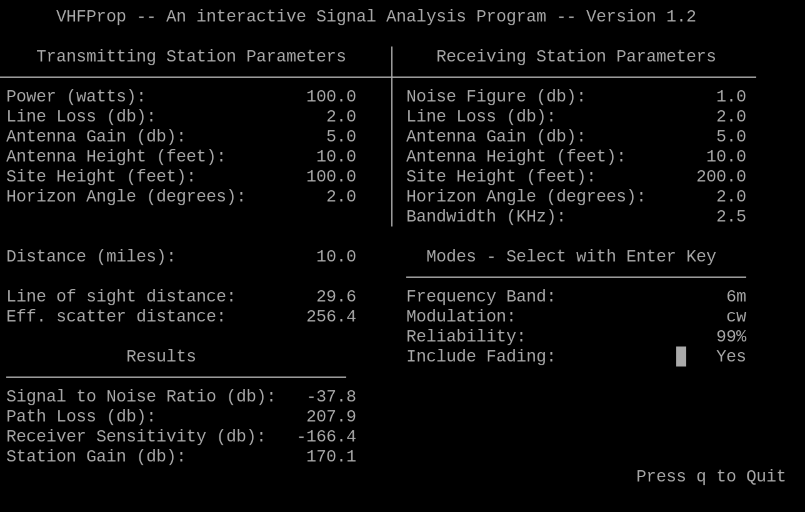 VHFProp -- An interactive Signal Analysis Program -- Version 1.2
Transmitting Station Parameters
Power (watts): 100.0
Line Loss (db): 2.0
Antenna Gain (db): 5.0
Antenna Height (feet): 10.0
Site Height (feet): 100.0
Horizon Angle (degrees): 2.0
Receiving Station Parameters
Noise Figure (db): 1.0
Line Loss (db): 2.0
Antenna Gain (db): 5.0
Antenna Height (feet): 10.0
Site Height (feet): 200.0
Horizon Angle (degrees): 2.0
Bandwidth (KHz): 2.5
Distance (miles): 10.0
Line of sight distance: 29.6
Eff. scatter distance: 256.4
Modes - Select with Enter Key
Frequency Band: 6m
Modulation: cw
Reliability: 99%
Include Fading: Yes
Results
Signal to Noise Ratio (db): -37.8
Path Loss (db): 207.9
Receiver Sensitivity (db): -166.4
Station Gain (db): 170.1
Press q to Quit